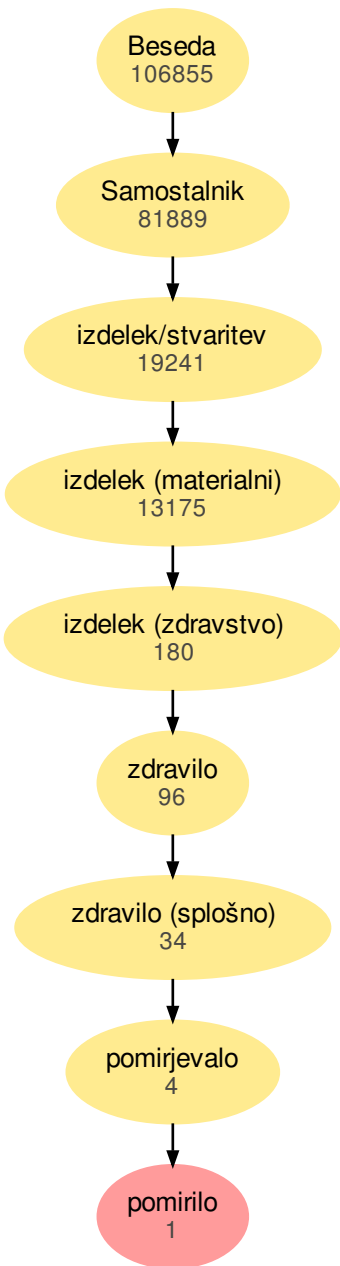 Beseda
106855
Samostalnik
81889
izdelek/stvaritev
19241
izdelek (materialni)
13175
izdelek (zdravstvo)
180
zdravilo
96
zdravilo (splošno)
34
pomirjevalo
4
pomirilo
1